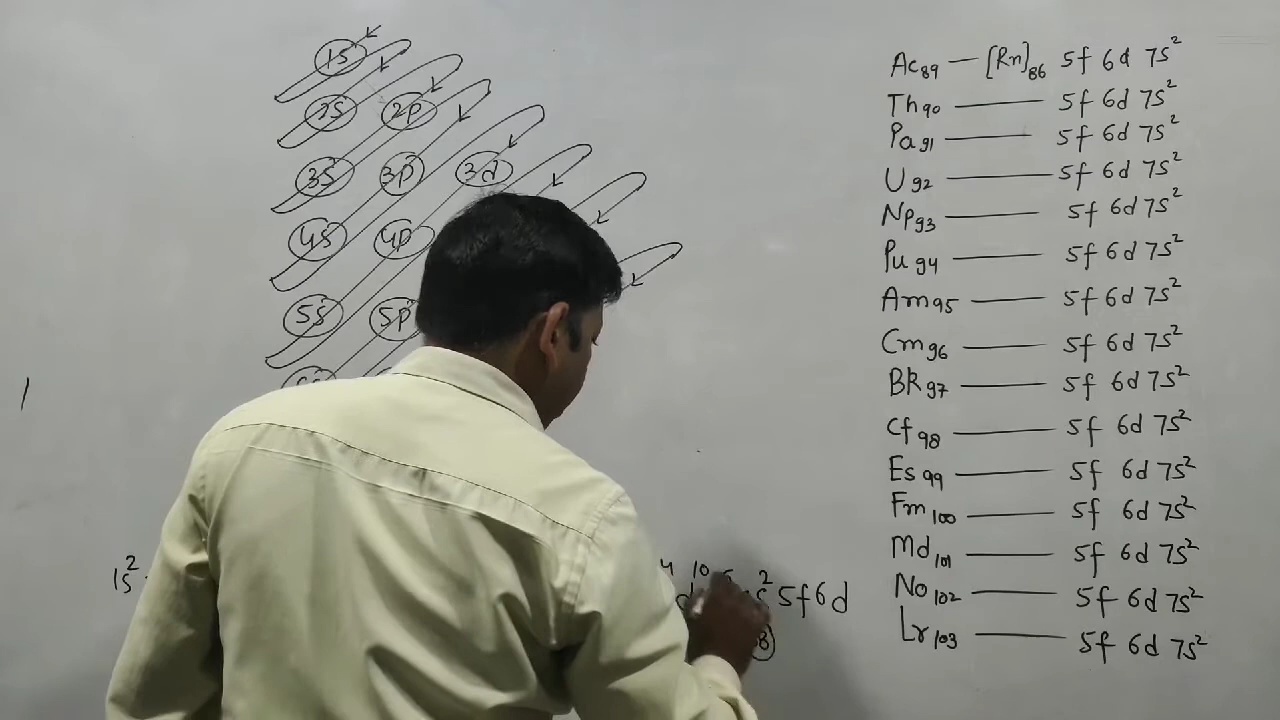 1s
2s 2p
3s 3p 3d
4s 4p
5s 5p
1s² 5f 6d
Ac₈₉ — [Rn]₈₆ 5f 6d 7s²
Th₉₀ — 5f 6d 7s²
Pa₉₁ — 5f 6d 7s²
U₉₂ — 5f 6d 7s²
Np₉₃ — 5f 6d 7s²
Pu₉₄ — 5f 6d 7s²
Am₉₅ — 5f 6d 7s²
Cm₉₆ — 5f 6d 7s²
BK₉₇ — 5f 6d 7s²
Cf₉₈ — 5f 6d 7s²
Es₉₉ — 5f 6d 7s²
Fm₁₀₀ — 5f 6d 7s²
Md₁₀₁ — 5f 6d 7s²
No₁₀₂ — 5f 6d 7s²
Lr₁₀₃ — 5f 6d 7s²